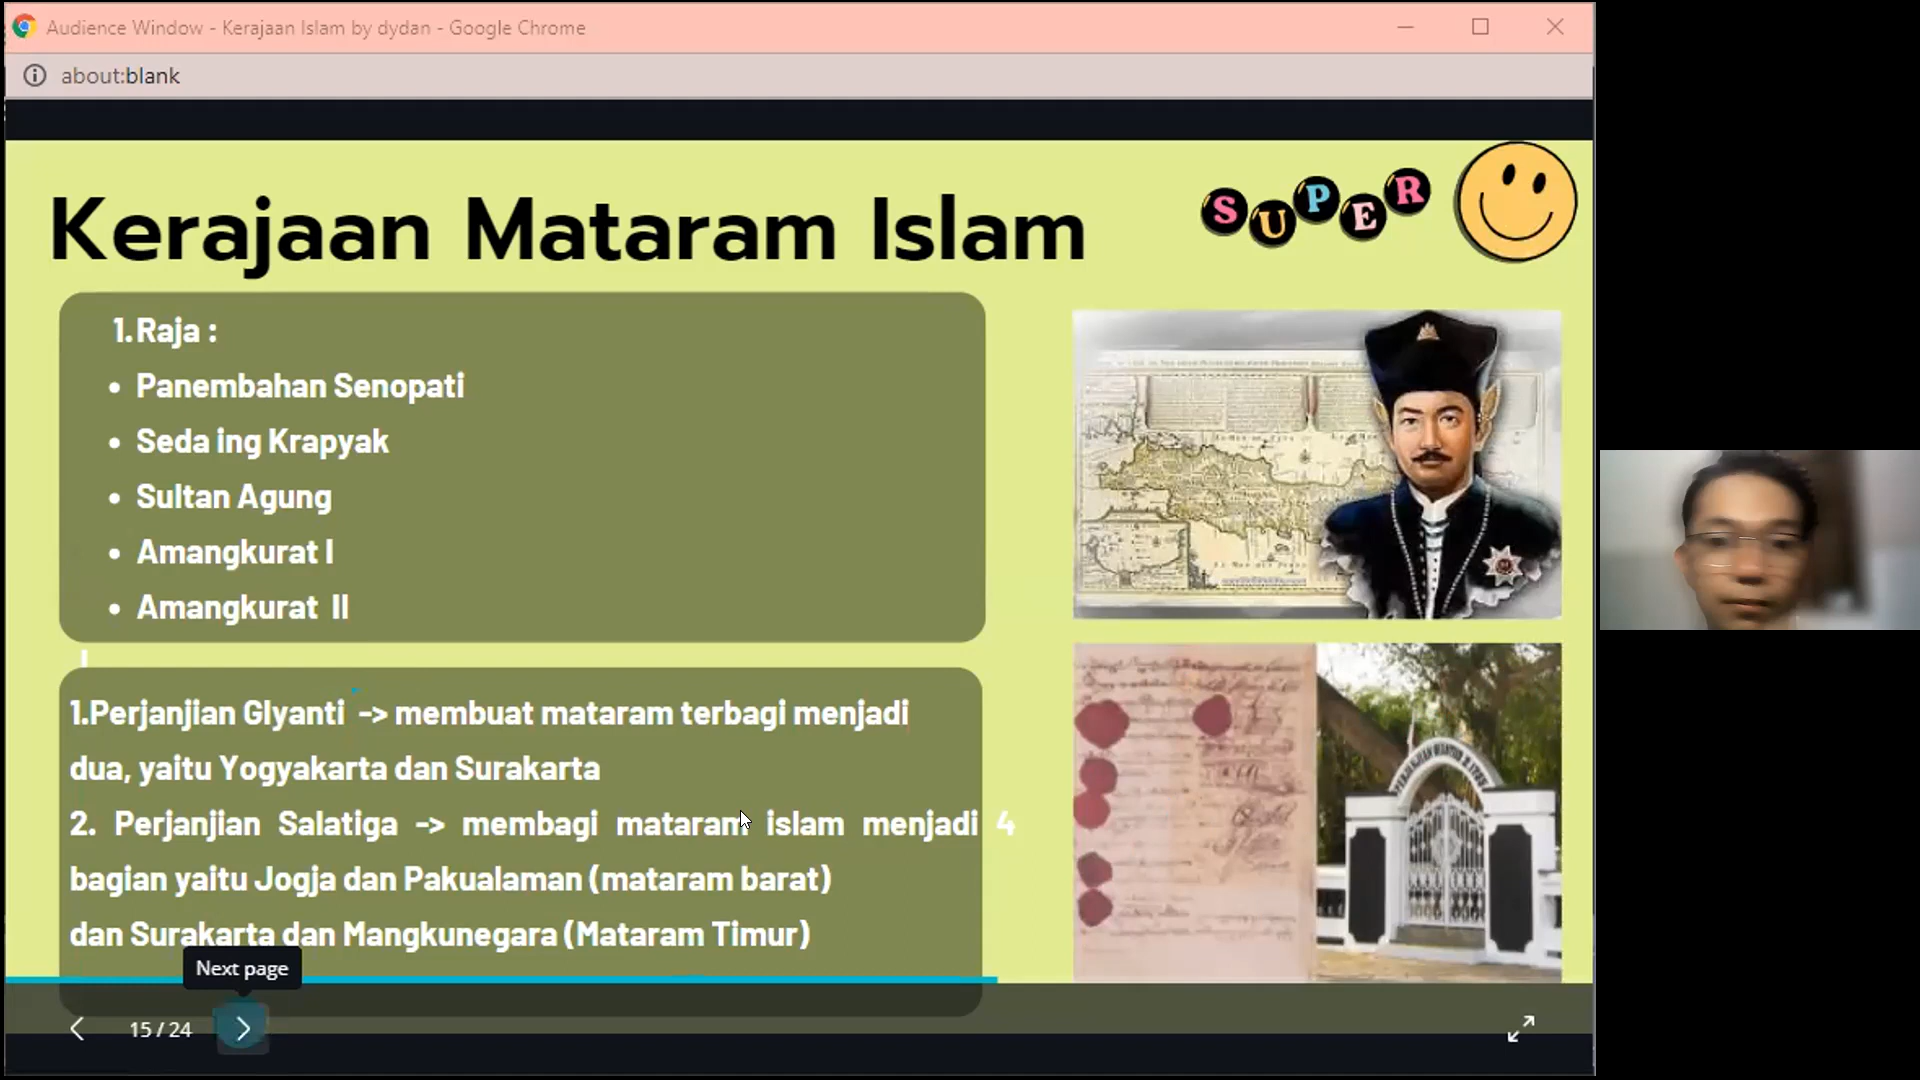 Audience Window - Kerajaan Islam by dydan - Google Chrome
about:blank
Kerajaan Mataram Islam
SUPER
1. Raja :
• Panembahan Senopati
• Seda ing Krapyak
• Sultan Agung
• Amangkurat I
• Amangkurat II
1.Perjanjian GIyanti -> membuat mataram terbagi menjadi
dua, yaitu Yogyakarta dan Surakarta
2. Perjanjian Salatiga -> membagi mataram islam menjadi 4
bagian yaitu Jogja dan Pakualaman (mataram barat)
dan Surakarta dan Mangkunegara (Mataram Timur)
Next page
15 / 24